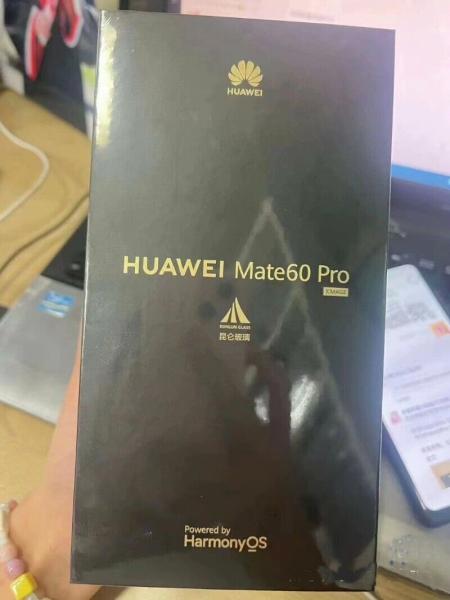 HUAWEI
HUAWEI Mate60 Pro
XMAGE
KUNLUN GLASS
昆仑玻璃
Powered by
HarmonyOS